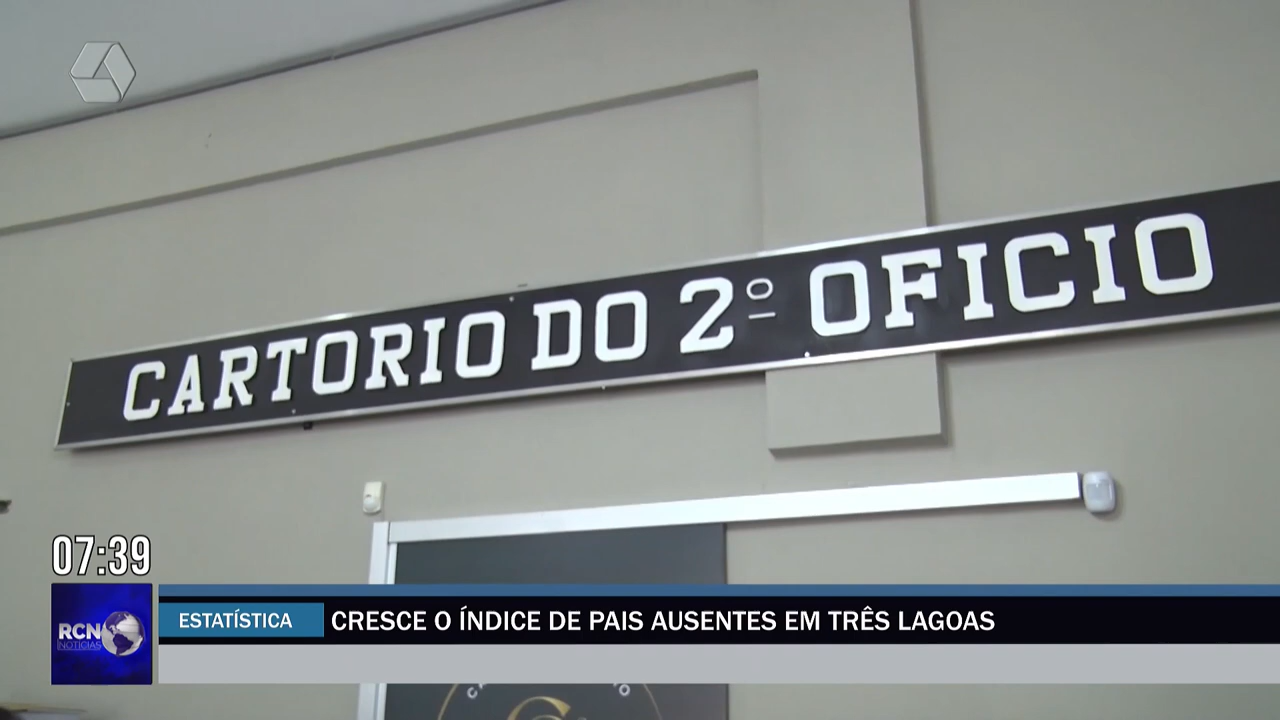 CARTORIO DO 2º OFICIO
07:39
RCN
NOTÍCIAS
ESTATÍSTICA
CRESCE O ÍNDICE DE PAIS AUSENTES EM TRÊS LAGOAS